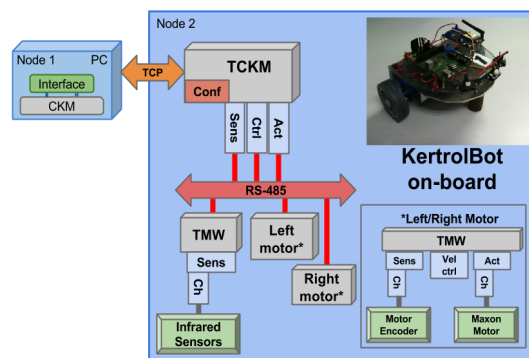 Node 1
PC
Interface
CKM
TCP
Node 2
TCKM
Conf
Sens
Ctrl
Act
RS-485
TMW
Sens
Ch
Infrared
Sensors
Left
motor*
Right
motor*
KertrolBot
on-board
*Left/Right Motor
TMW
Sens
Vel
ctrl
Act
Ch
Ch
Motor
Encoder
Maxon
Motor